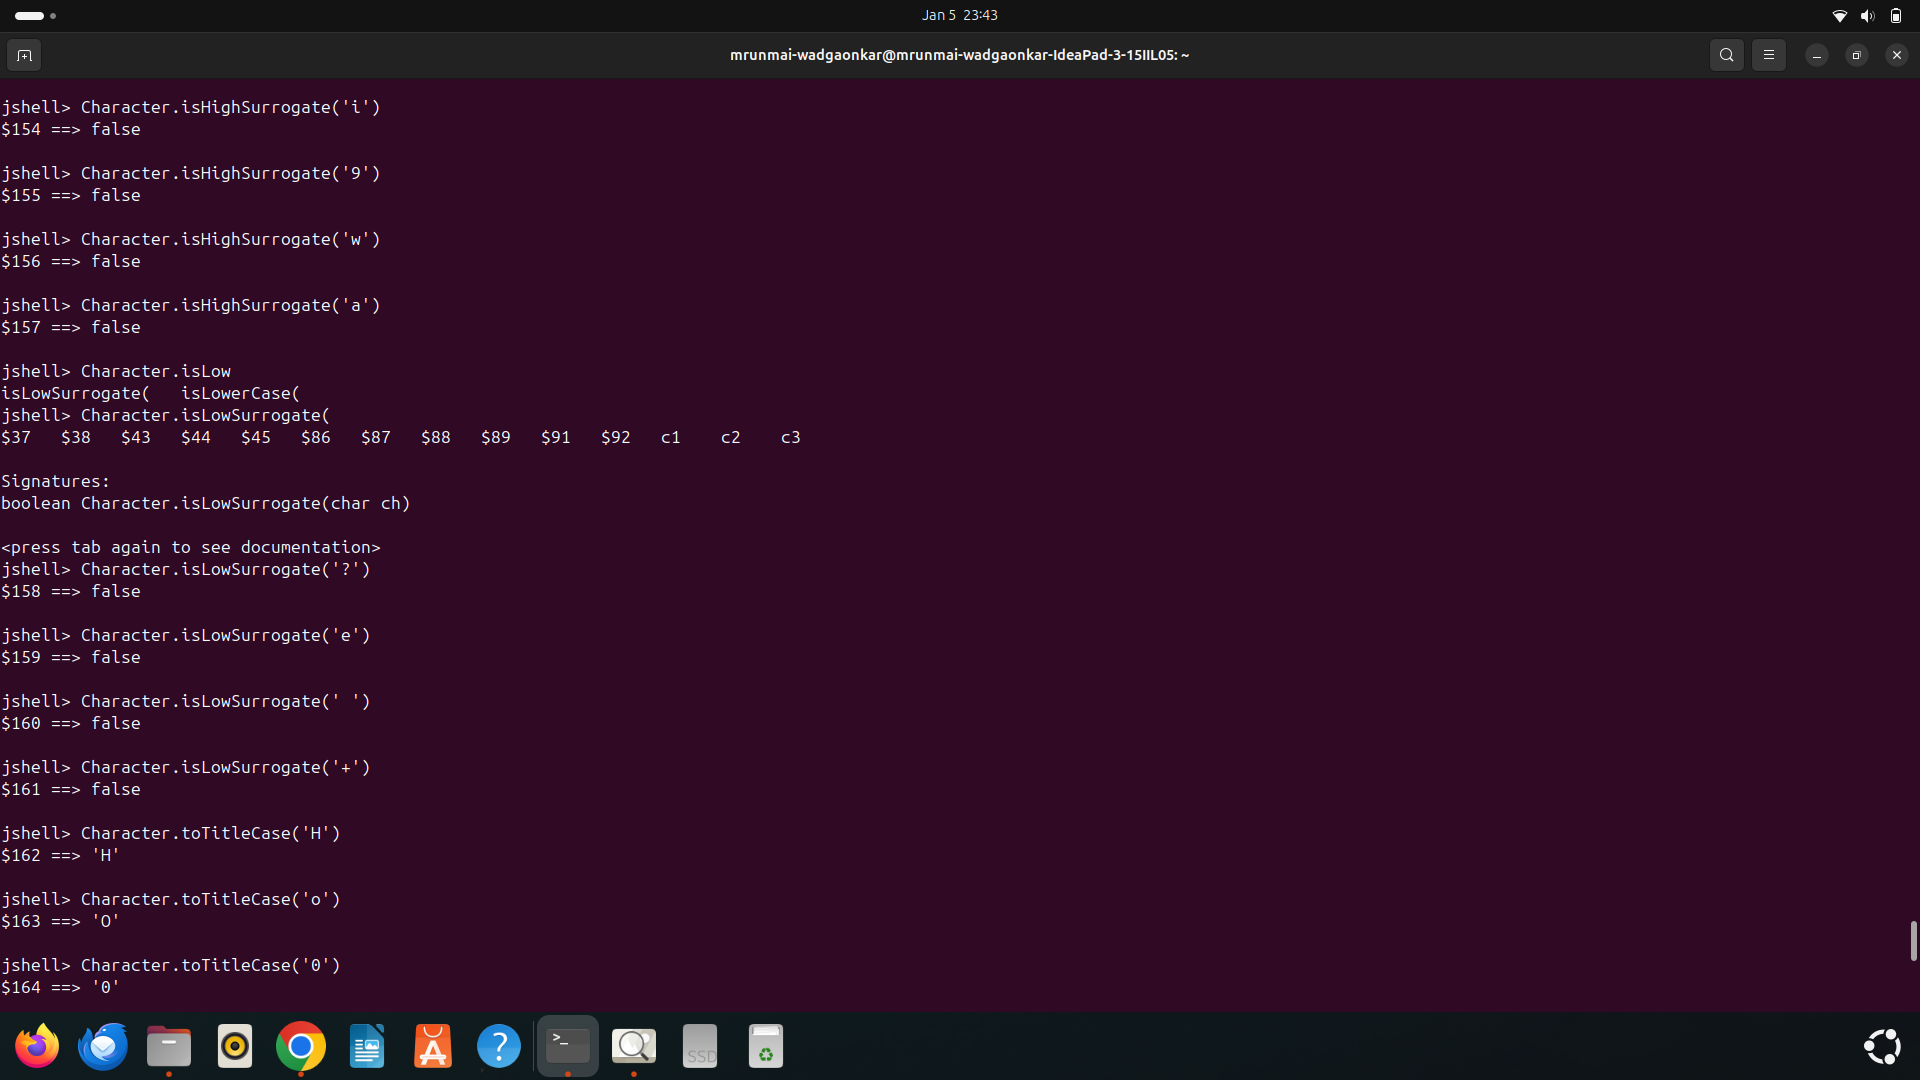 Jan 5 23:43
mrunmai-wadgaonkar@mrunmai-wadgaonkar-IdeaPad-3-15IIL05: ~
jshell> Character.isHighSurrogate('i')
$154 ==> false
jshell> Character.isHighSurrogate('9')
$155 ==> false
jshell> Character.isHighSurrogate('w')
$156 ==> false
jshell> Character.isHighSurrogate('a')
$157 ==> false
jshell> Character.isLow
isLowSurrogate(   isLowerCase(
jshell> Character.isLowSurrogate(
$37   $38   $43   $44   $45   $86   $87   $88   $89   $91   $92   c1    c2    c3
Signatures:
boolean Character.isLowSurrogate(char ch)
<press tab again to see documentation>
jshell> Character.isLowSurrogate('?')
$158 ==> false
jshell> Character.isLowSurrogate('e')
$159 ==> false
jshell> Character.isLowSurrogate(' ')
$160 ==> false
jshell> Character.isLowSurrogate('+')
$161 ==> false
jshell> Character.toTitleCase('H')
$162 ==> 'H'
jshell> Character.toTitleCase('o')
$163 ==> 'O'
jshell> Character.toTitleCase('0')
$164 ==> '0'
SSD